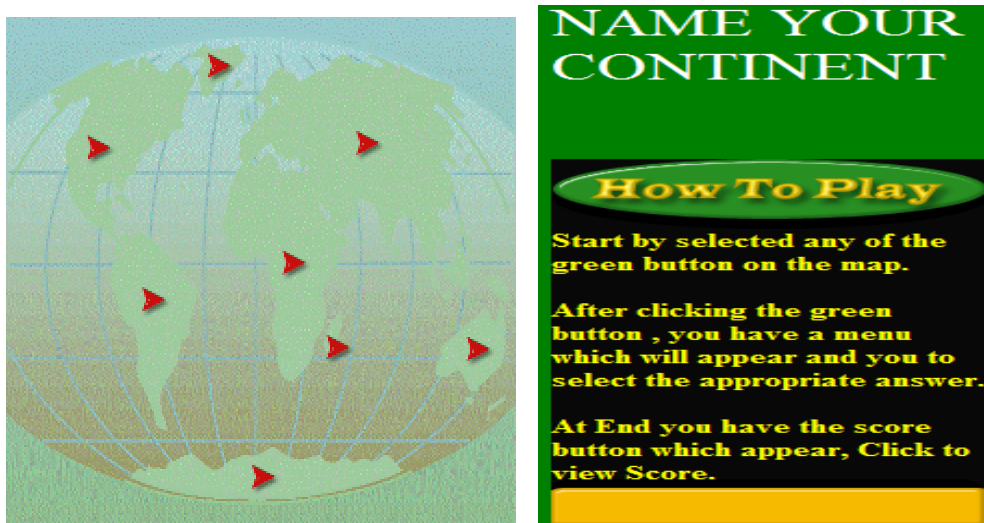 NAME YOUR
CONTINENT
How To Play
Start by selected any of the
green button on the map.
After clicking the green
button , you have a menu
which will appear and you to
select the appropriate answer.
At End you have the score
button which appear, Click to
view Score.